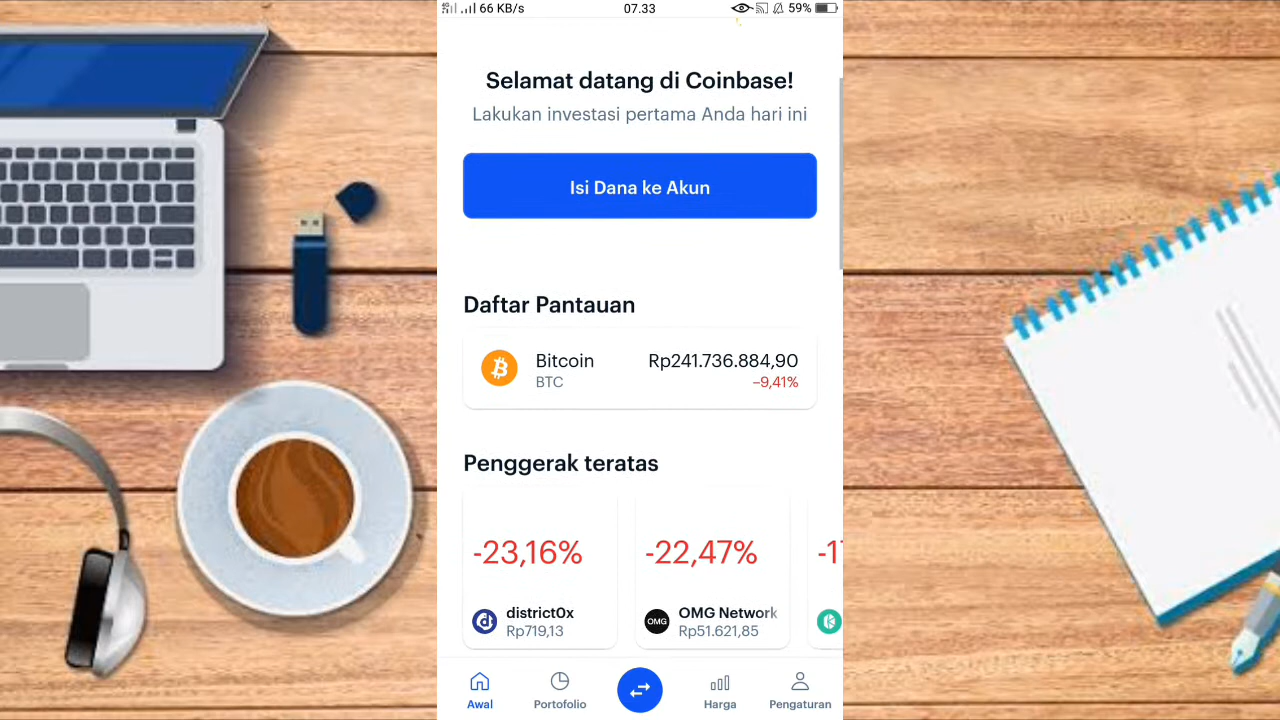 66 KB/s 07.33 59%
Selamat datang di Coinbase!
Lakukan investasi pertama Anda hari ini
Isi Dana ke Akun
Daftar Pantauan
Bitcoin Rp241.736.884,90
BTC -9,41%
Penggerak teratas
-23,16% -22,47% -1
district0x OMG OMG Network
Rp719,13 Rp51.621,85
Awal Portofolio Harga Pengaturan